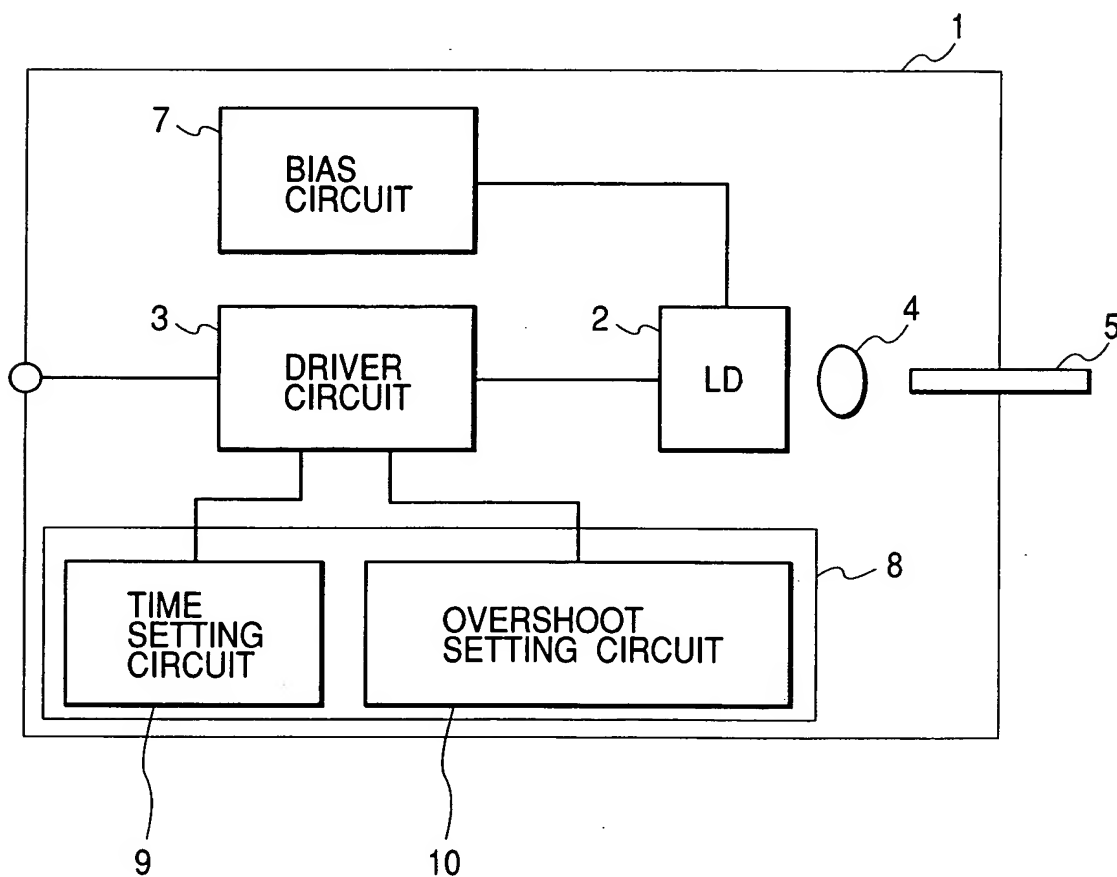 1
7
BIAS
CIRCUIT
3
DRIVER
CIRCUIT
2
LD
4
5
8
TIME
SETTING
CIRCUIT
OVERSHOOT
SETTING CIRCUIT
9
10